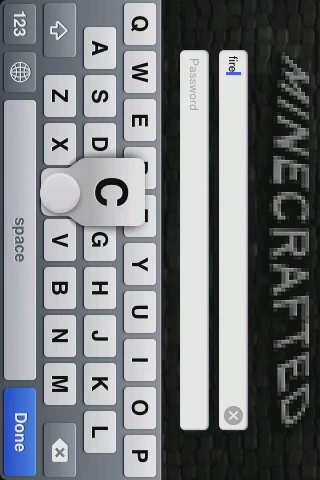 MINECRAFTED
fire
Password
Q W E Y U I O P
A S D G H J K L
C
Z X V B N M
123 space Done